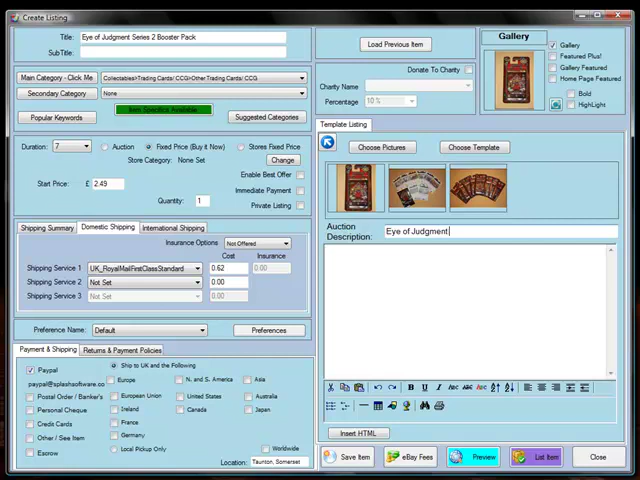 Create Listing
Title: Eye of Judgment Series 2 Booster Pack
SubTitle:
Main Category - Click Me Collectables>Trading Cards/ CCG>Other Trading Cards/ CCG
Secondary Category None
Popular Keywords Item Specifics Available Suggested Categories
Duration: 7 Auction Fixed Price (Buy it Now) Stores Fixed Price
Store Category: None Set Change
Enable Best Offer
Start Price: £ 2.49
Immediate Payment
Quantity: 1
Private Listing
Shipping Summary Domestic Shipping International Shipping
Insurance Options Not Offered
Cost Insurance
Shipping Service 1 UK_RoyalMailFirstClassStandard 0.62 0.00
Shipping Service 2 Not Set 0.00
Shipping Service 3 Not Set 0.00
Preference Name: Default Preferences
Payment & Shipping Returns & Payment Policies
Paypal
paypal@splashsoftware.co
Postal Order / Banker's
Personal Cheque
Credit Cards
Other / See Item
Escrow
Ship to UK and the Following
Europe N. and S. America Asia
European Union United States Australia
Ireland Canada Japan
France
Germany
Local Pickup Only Worldwide
Location: Taunton, Somerset
Load Previous Item
Donate To Charity
Charity Name
Percentage 10 %
Gallery
Gallery
Featured Plus!
Gallery Featured
Home Page Featured
Bold
HighLight
Template Listing
Choose Pictures Choose Template
Auction Description: Eye of Judgment
B U I ABC ABC
Insert HTML
Save Item eBay Fees Preview List Item Close